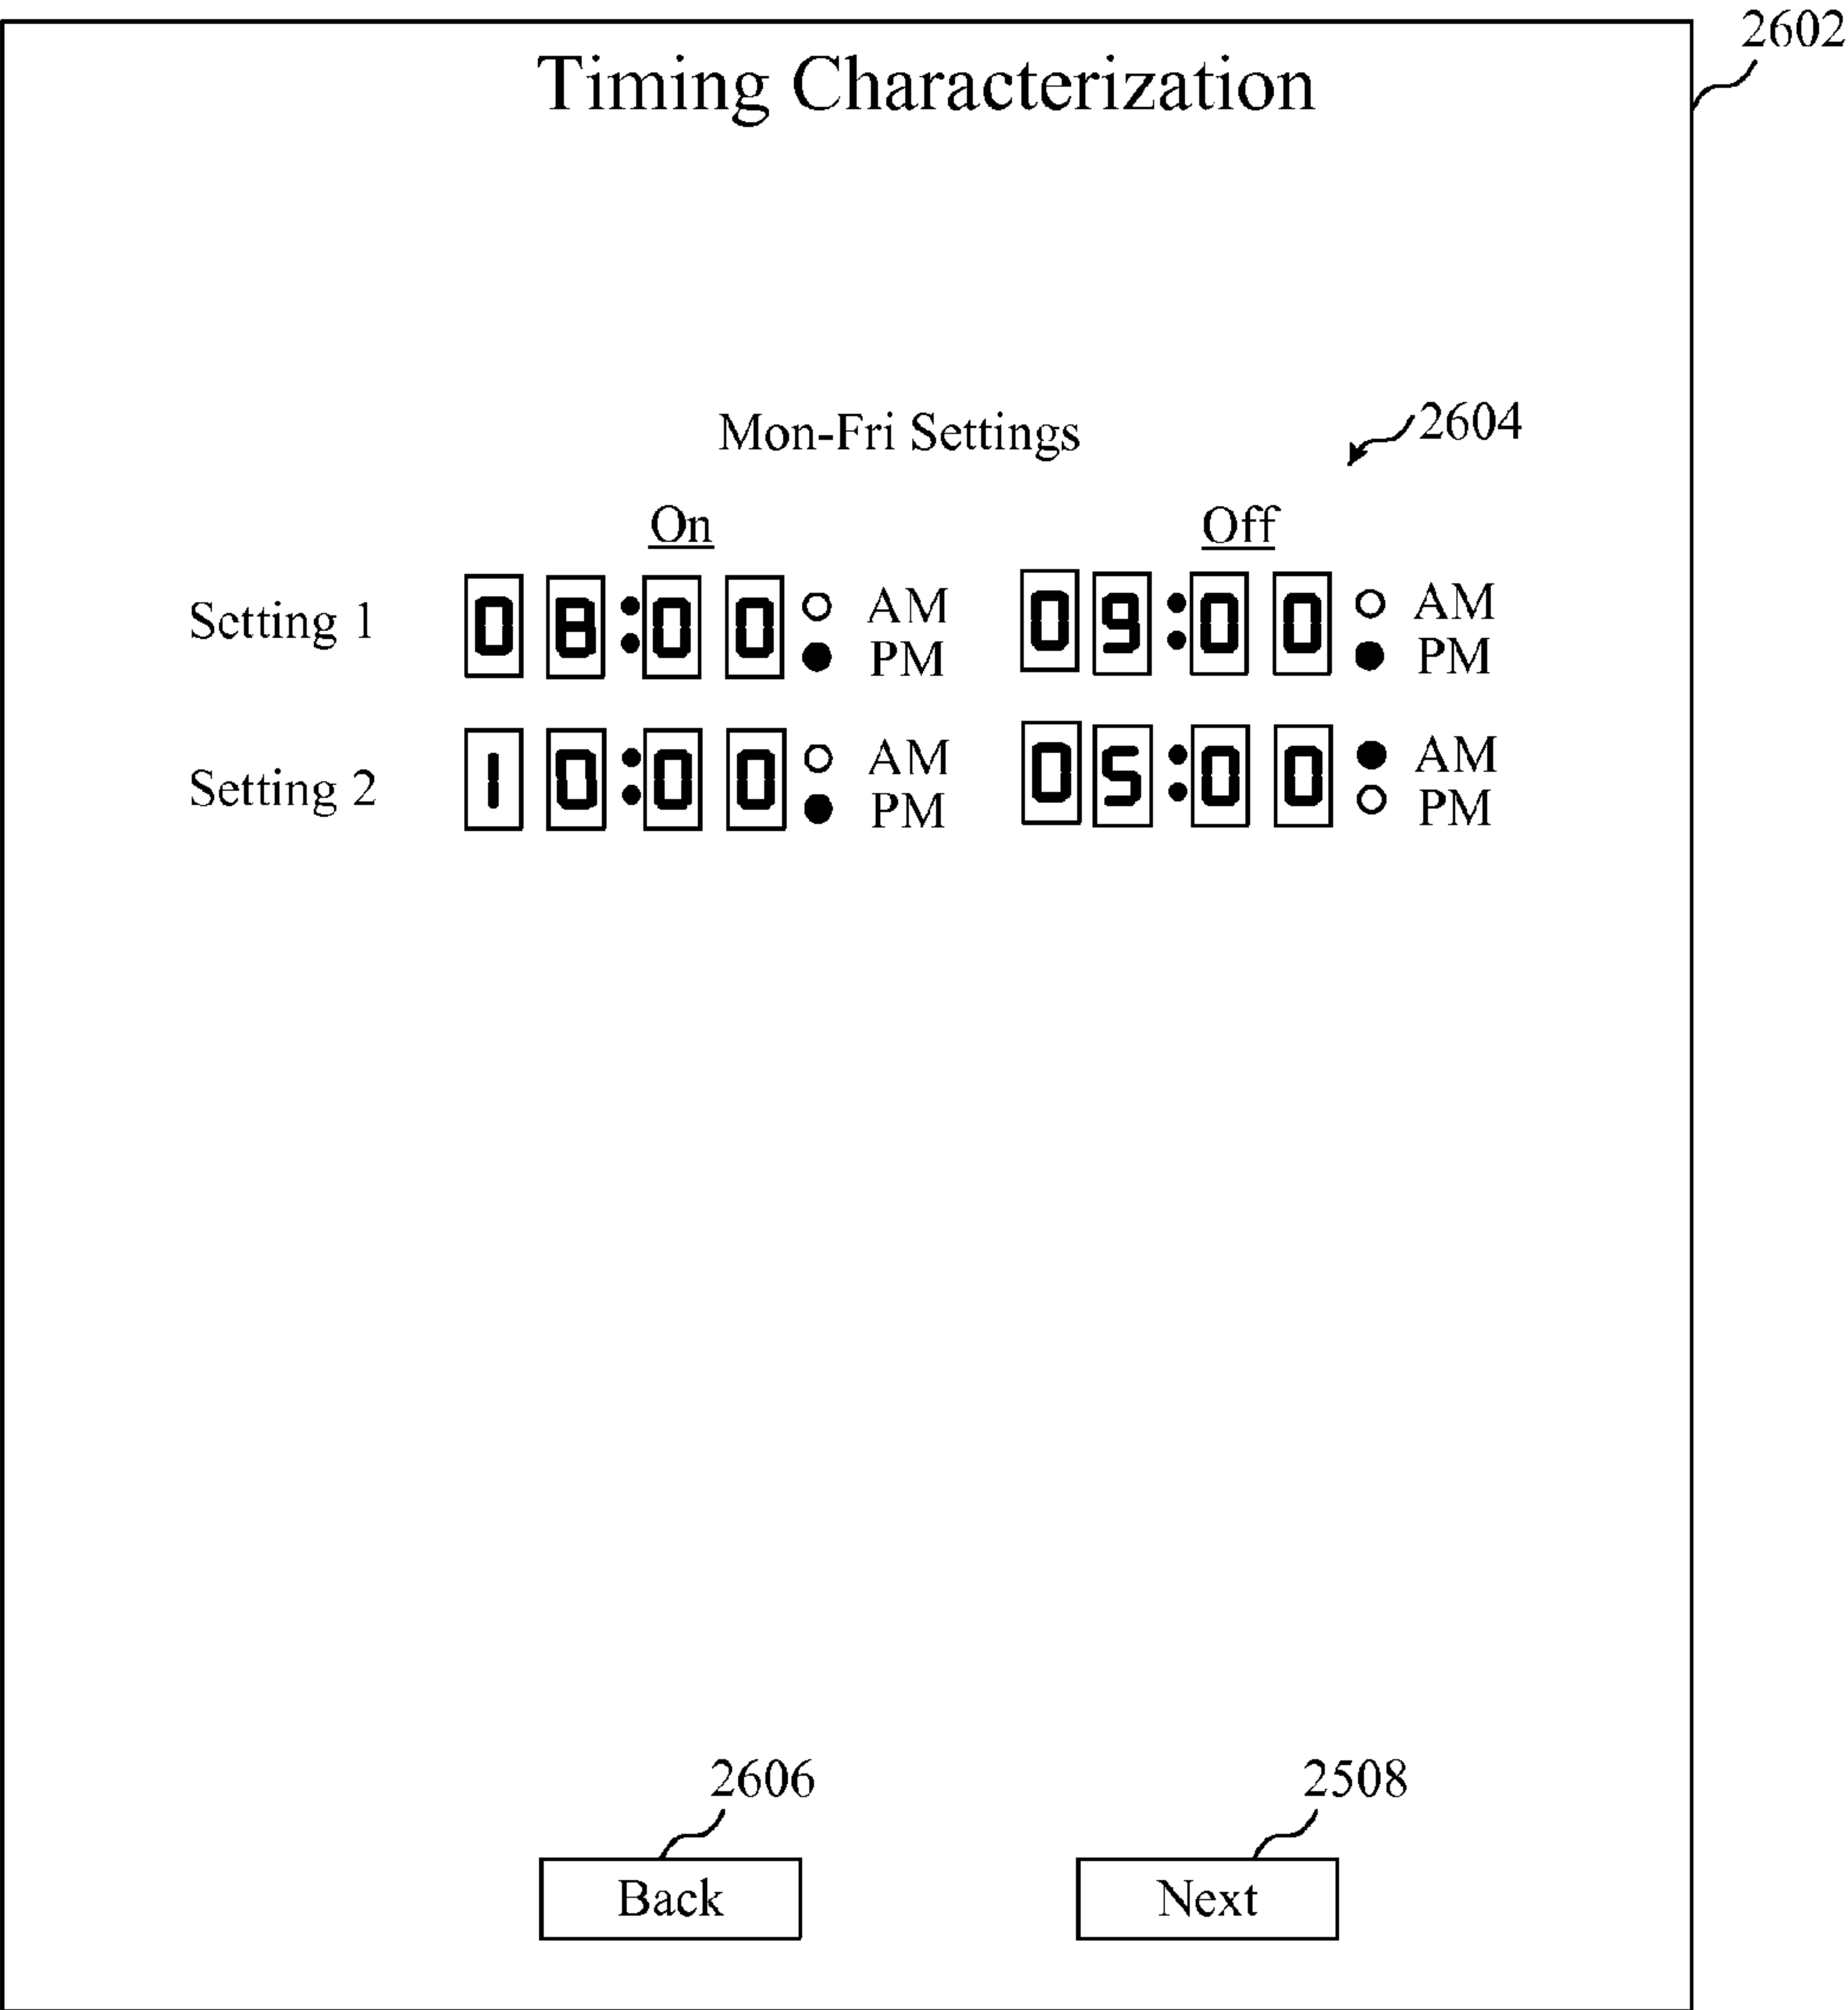 2602
Timing Characterization
Mon-Fri Settings
2604
On Off
Setting 1 08:00 AM PM 09:00 AM PM
Setting 2 10:00 AM PM 05:00 AM PM
2606 2508
Back Next